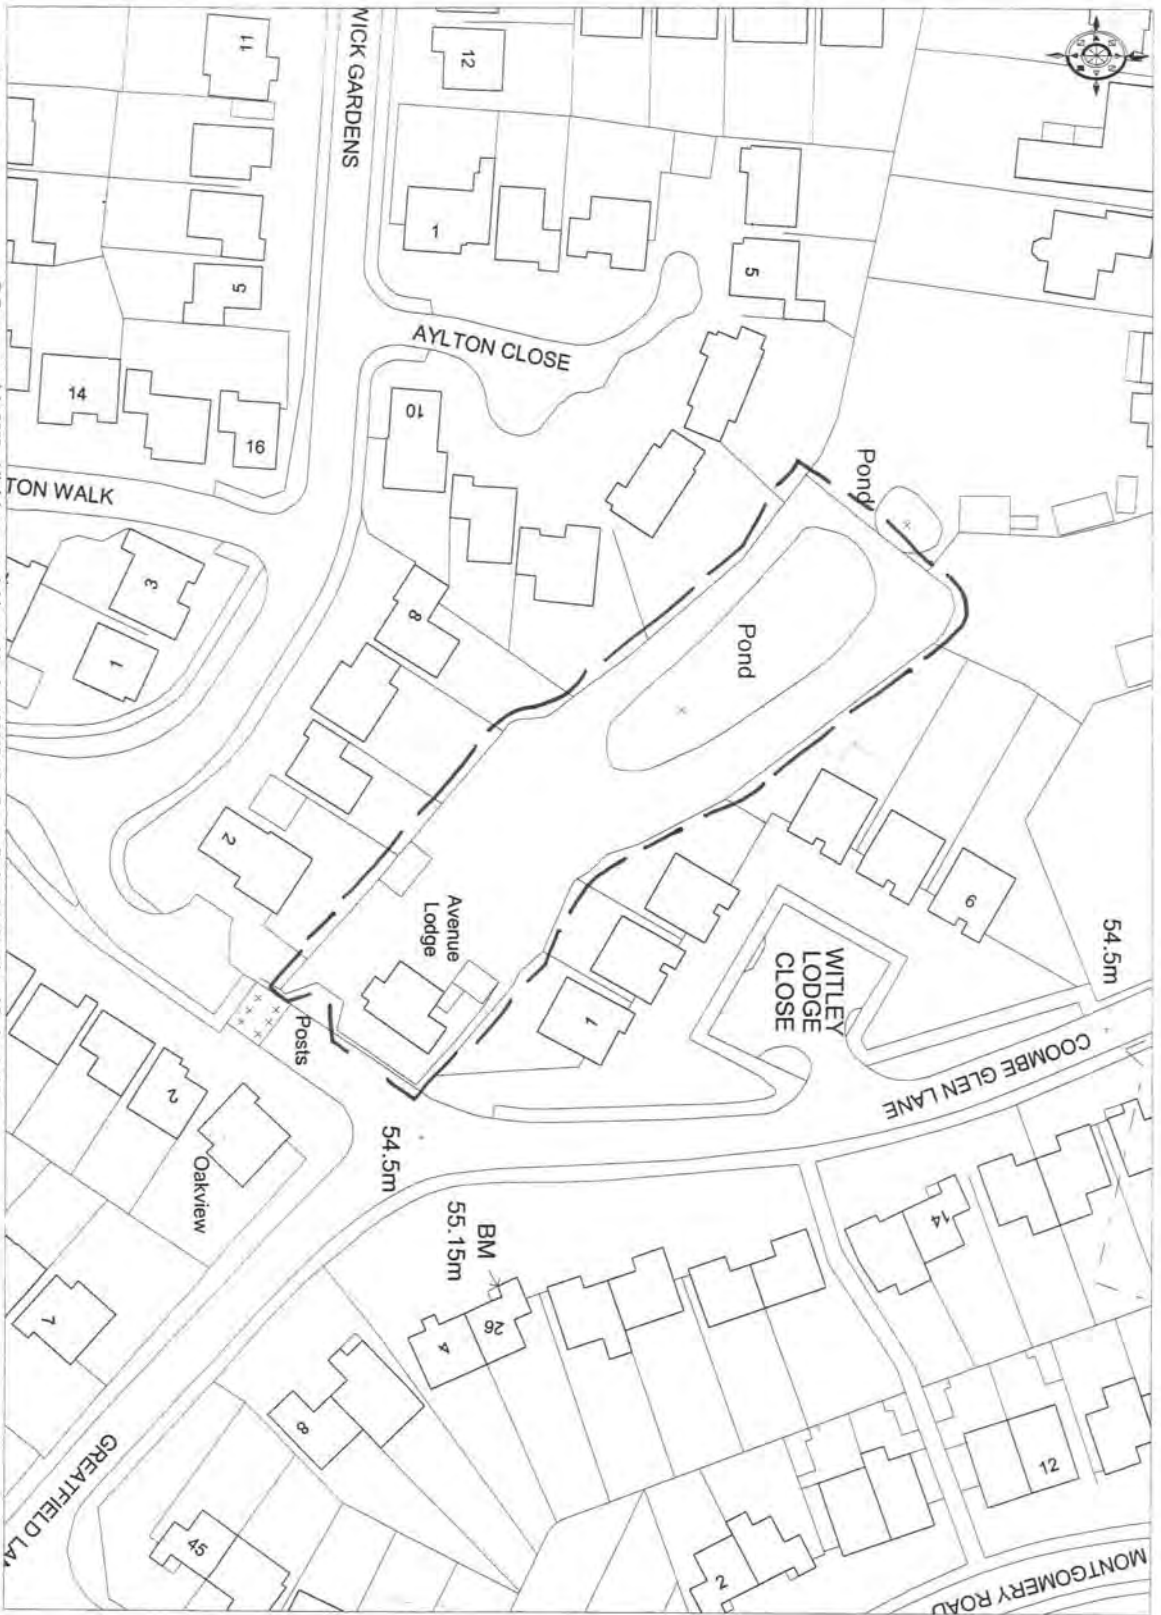 11
WICK GARDENS
12
1
5
5
AYLTON CLOSE
14
16
10
TON WALK
Pond
Pond
3
1
8
2
Avenue
Lodge
Posts
6
1
WITLEY
LODGE
CLOSE
54.5m
COOMBE GLEN LANE
2
Oakview
54.5m
BM
55.15m
14
7
26
4
8
12
GREATFIELD LA
45
2
MONTGOMERY ROAD